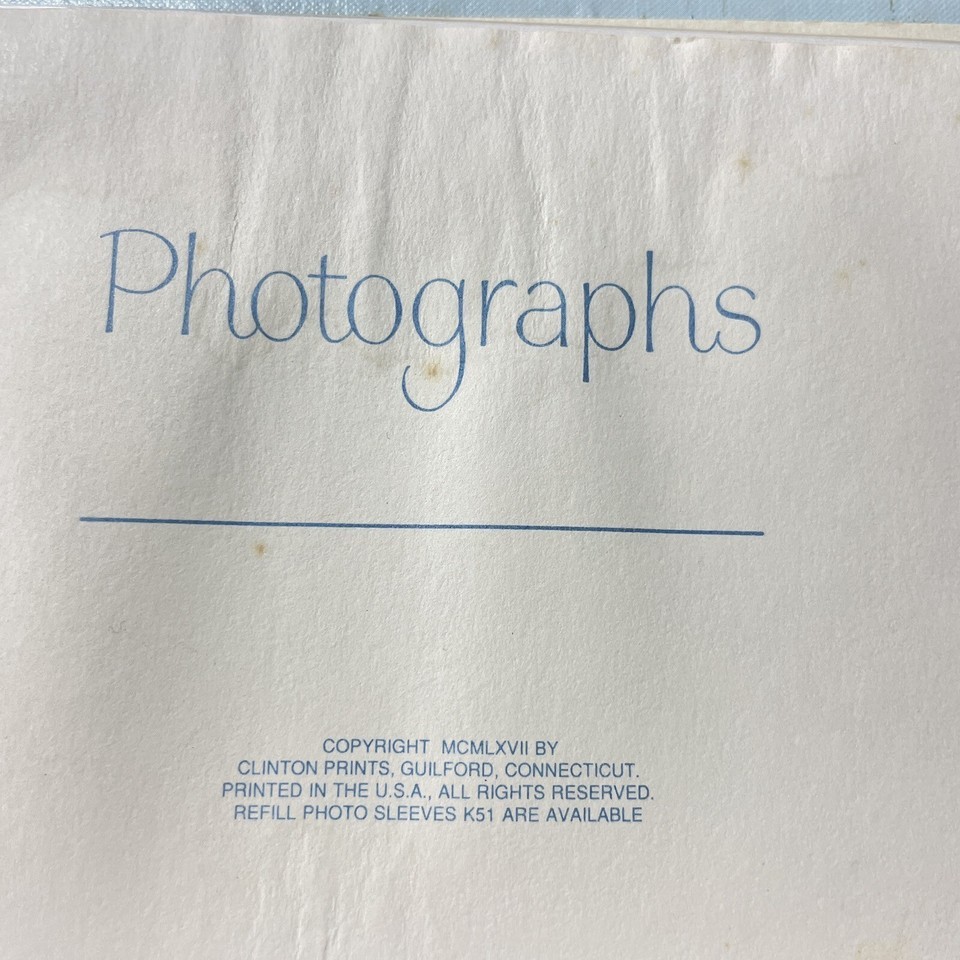 Photographs
COPYRIGHT MCMLXVII BY
CLINTON PRINTS, GUILFORD, CONNECTICUT.
PRINTED IN THE U.S.A., ALL RIGHTS RESERVED.
REFILL PHOTO SLEEVES K51 ARE AVAILABLE